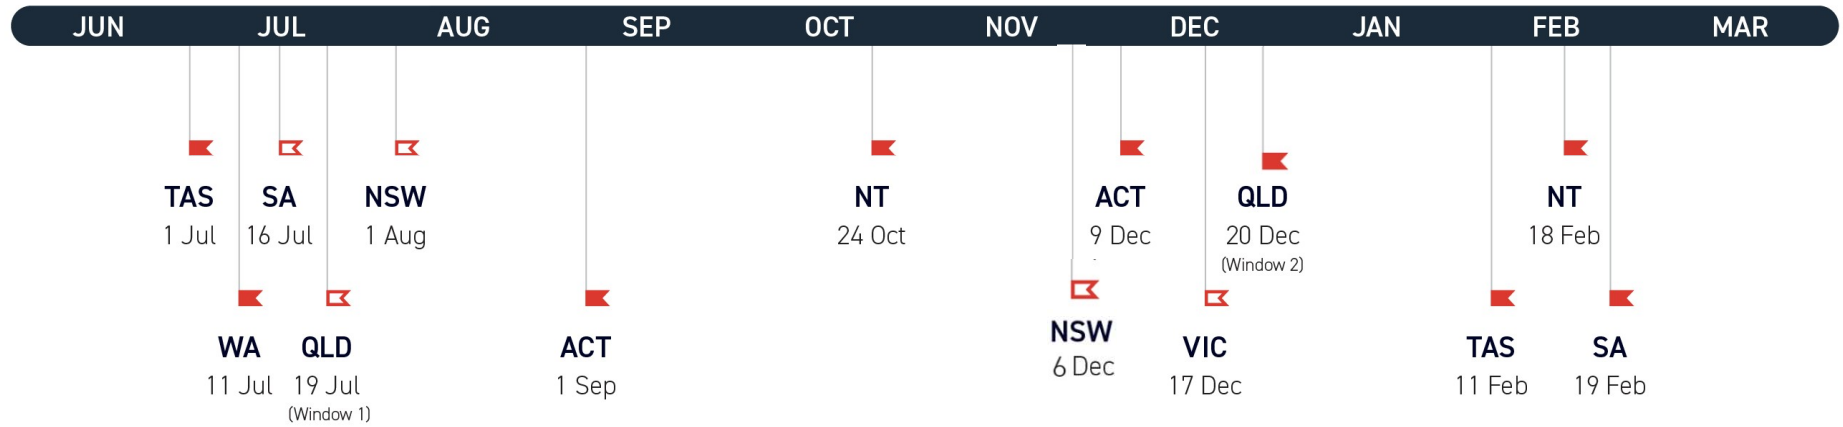 JUN JUL AUG SEP OCT NOV DEC JAN FEB MAR
TAS SA NSW NT ACT QLD NT
1 Jul 16 Jul 1 Aug 24 Oct 9 Dec 20 Dec 18 Feb
(Window 2)
WA QLD ACT NSW VIC TAS SA
11 Jul 19 Jul 1 Sep 6 Dec 17 Dec 11 Feb 19 Feb
(Window 1)